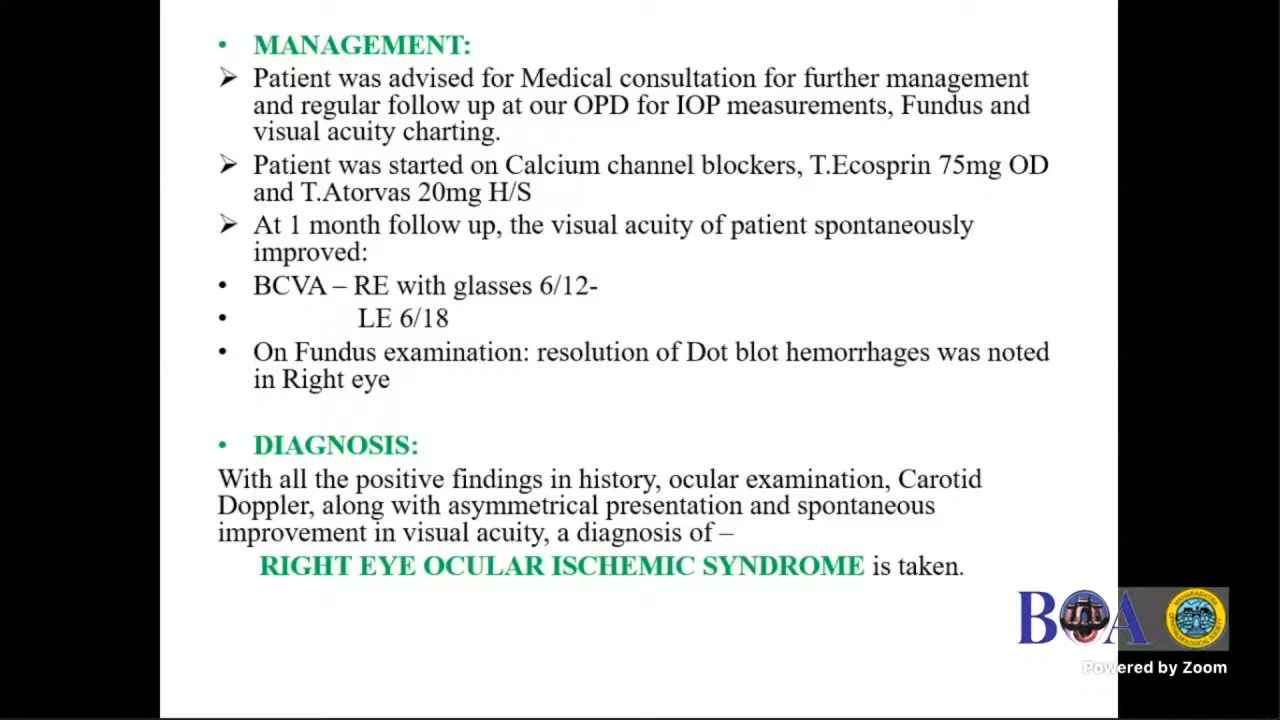 • MANAGEMENT:
➢ Patient was advised for Medical consultation for further management
and regular follow up at our OPD for IOP measurements, Fundus and
visual acuity charting.
➢ Patient was started on Calcium channel blockers, T.Ecosprin 75mg OD
and T.Atorvas 20mg H/S
➢ At 1 month follow up, the visual acuity of patient spontaneously
improved:
• BCVA – RE with glasses 6/12-
• LE 6/18
• On Fundus examination: resolution of Dot blot hemorrhages was noted
in Right eye
• DIAGNOSIS:
With all the positive findings in history, ocular examination, Carotid
Doppler, along with asymmetrical presentation and spontaneous
improvement in visual acuity, a diagnosis of –
RIGHT EYE OCULAR ISCHEMIC SYNDROME is taken.
BOA
MAHARASHTRA OPHTHALMOLOGICAL SOCIETY
Powered by Zoom